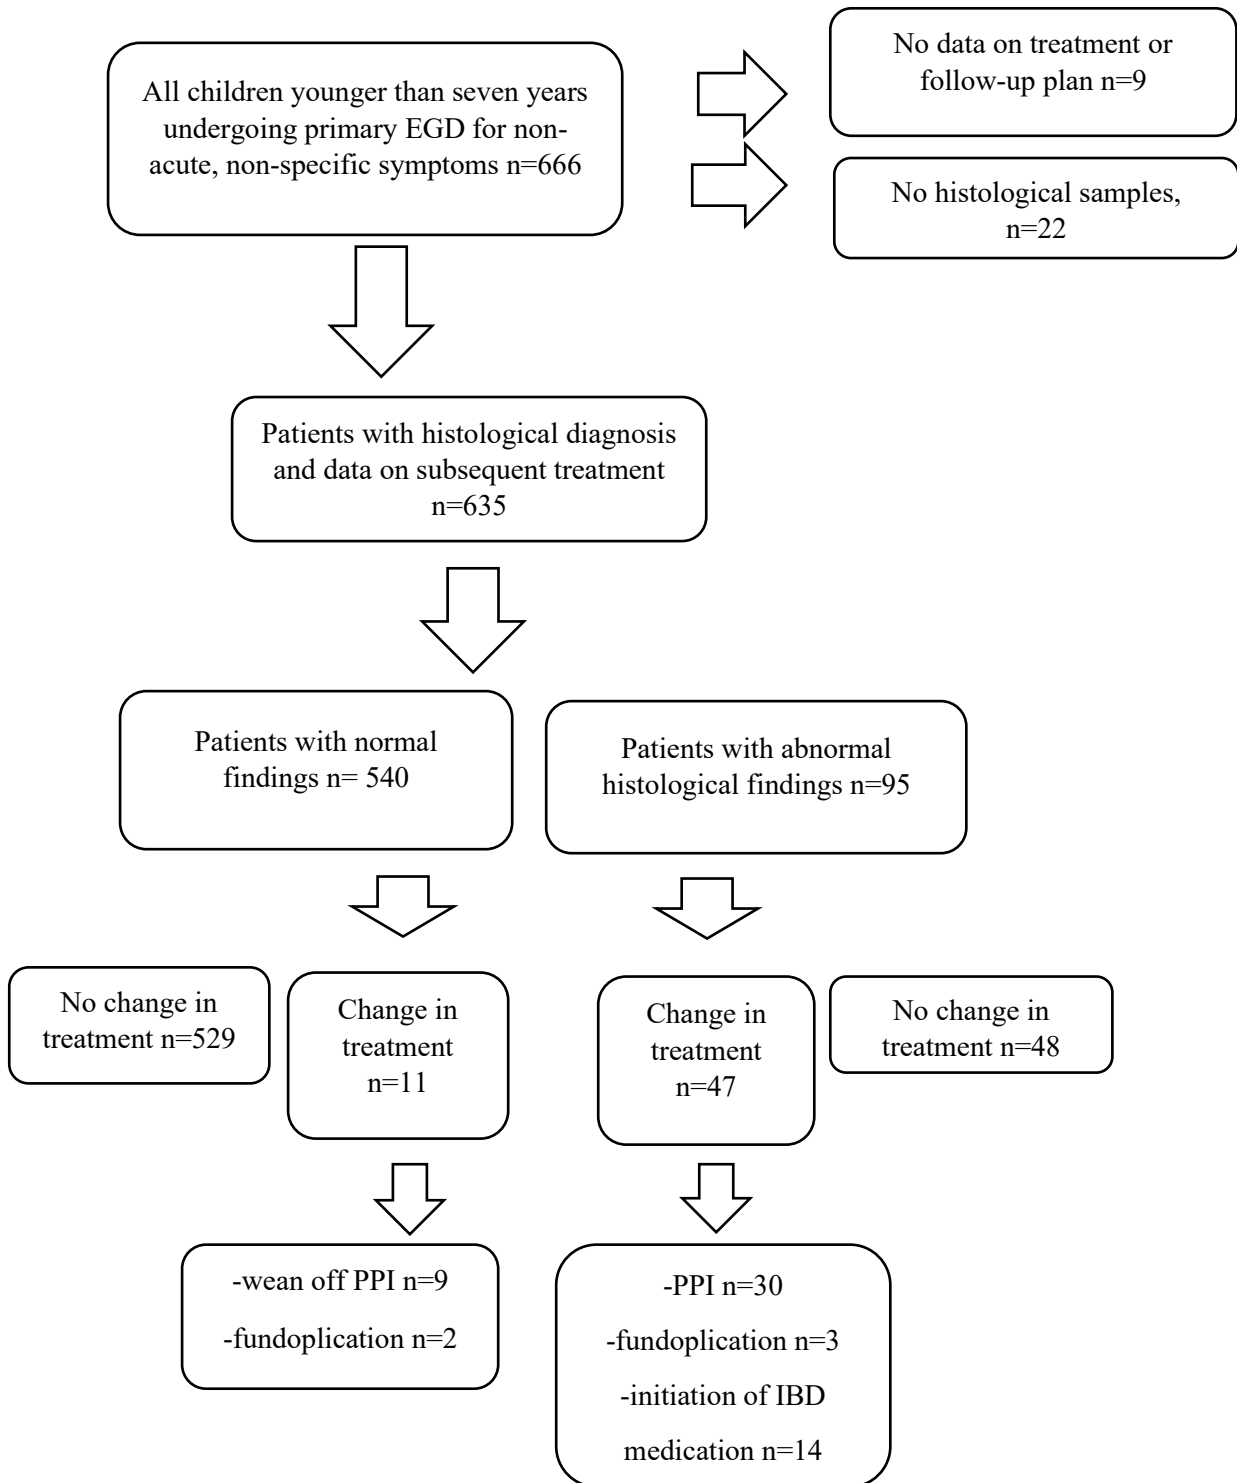 All children younger than seven years
undergoing primary EGD for non-
acute, non-specific symptoms n=666
No data on treatment or
follow-up plan n=9
No histological samples,
n=22
Patients with histological diagnosis
and data on subsequent treatment
n=635
Patients with normal
findings n= 540
Patients with abnormal
histological findings n=95
No change in
treatment n=529
Change in
treatment
n=11
Change in
treatment
n=47
No change in
treatment n=48
-wean off PPI n=9
-fundoplication n=2
-PPI n=30
-fundoplication n=3
-initiation of IBD
medication n=14